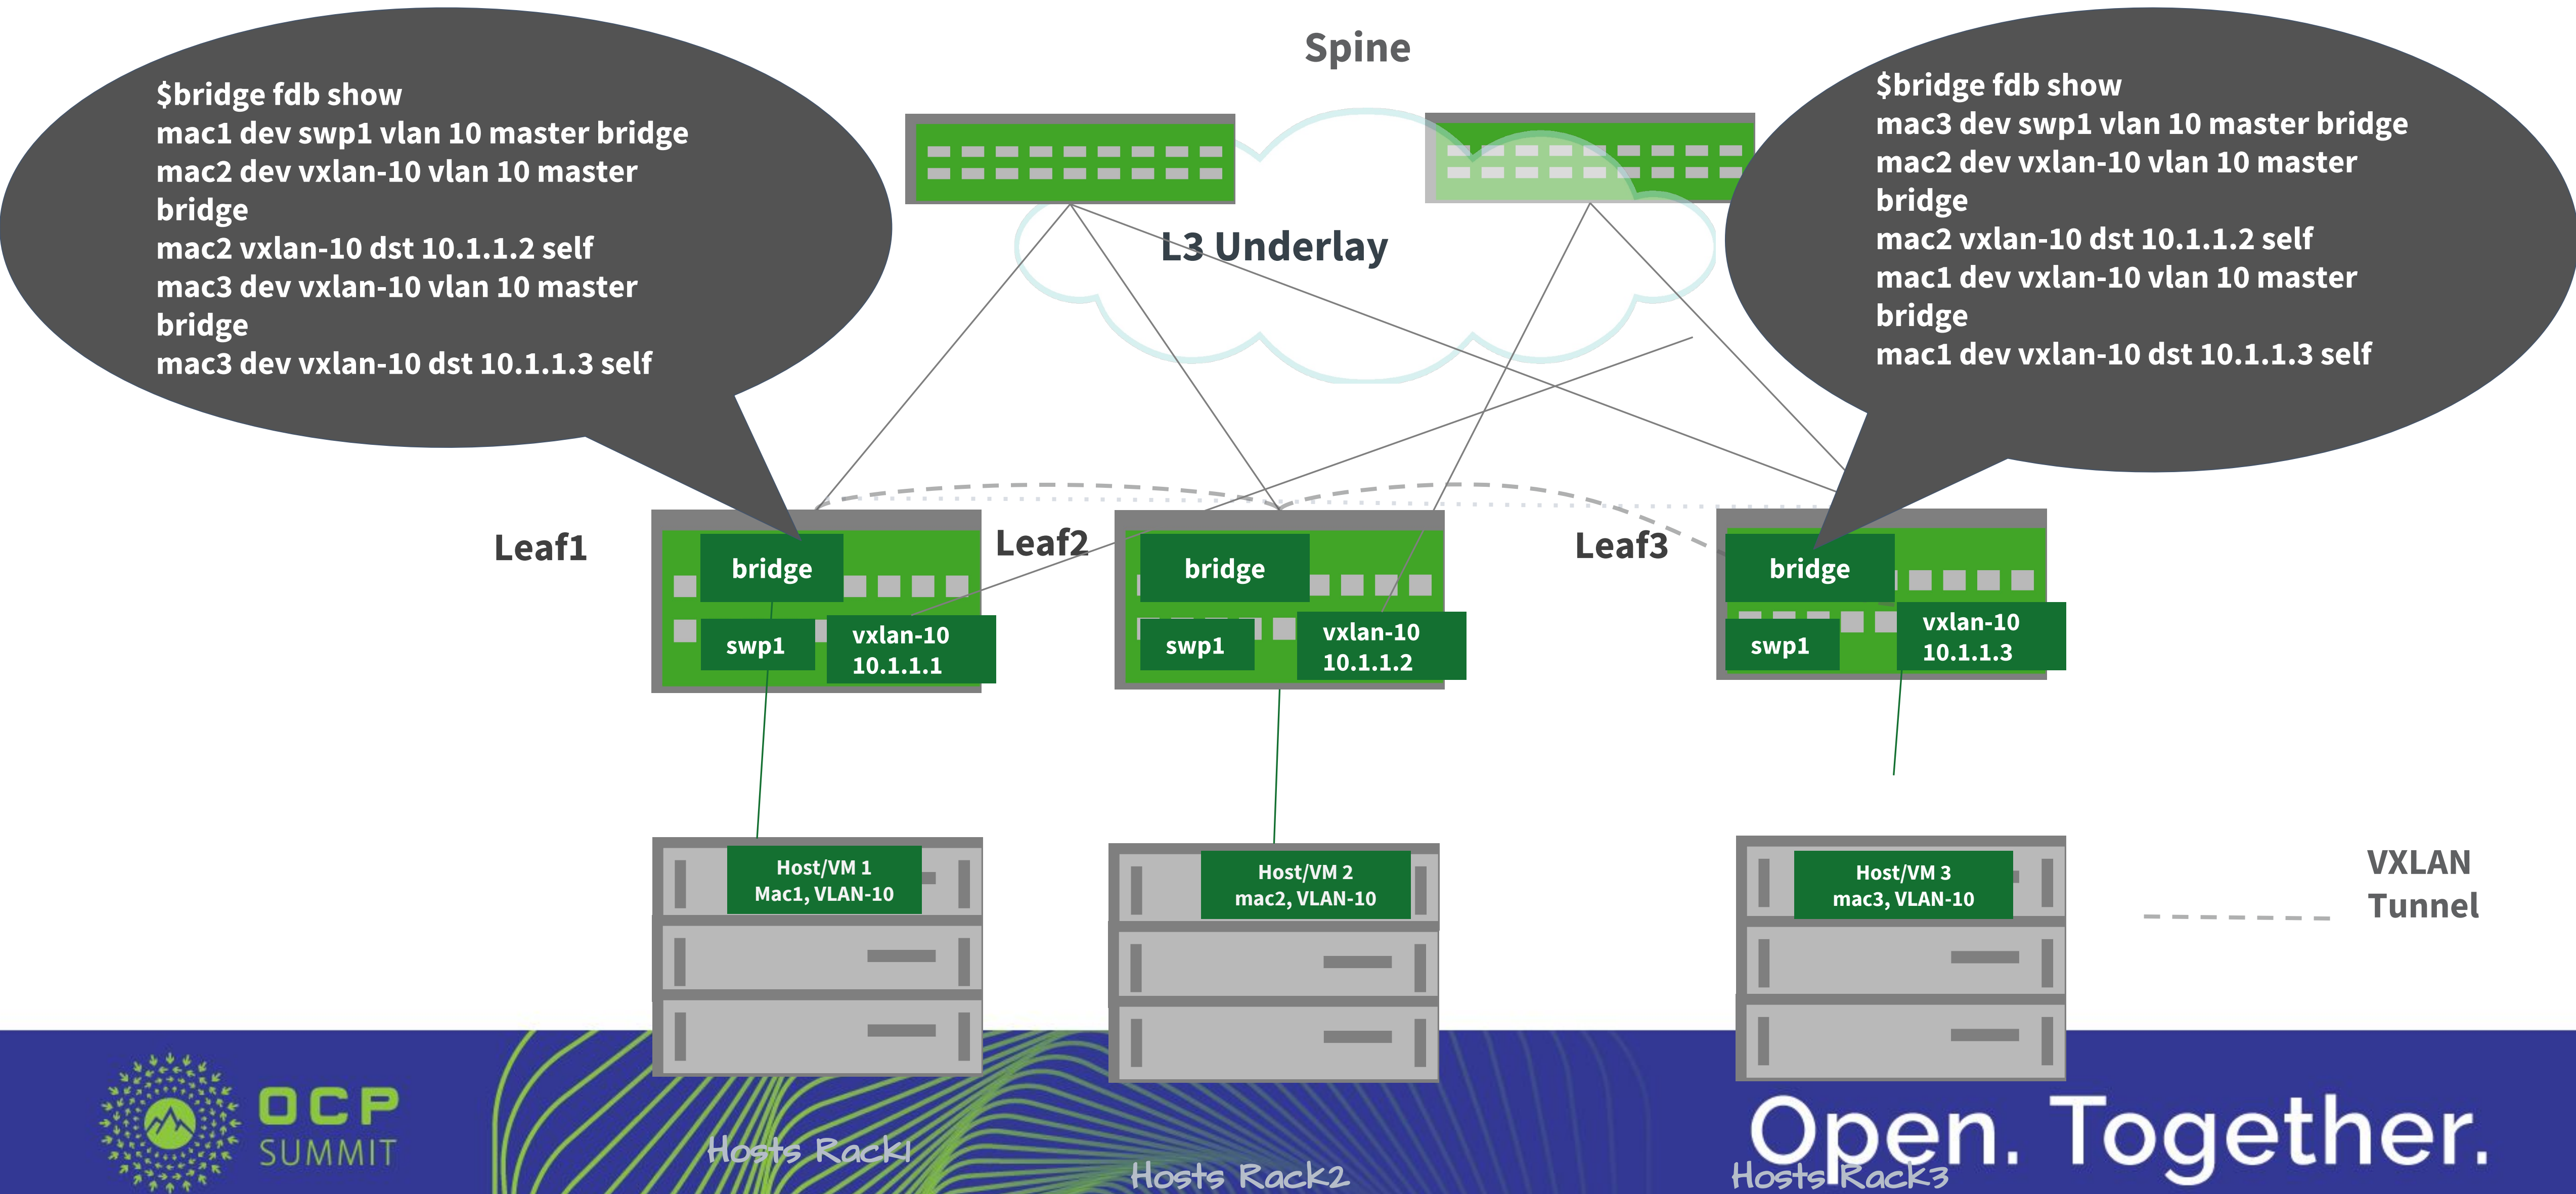 Spine
$bridge fdb show
mac1 dev swp1 vlan 10 master bridge
mac2 dev vxlan-10 vlan 10 master
bridge
mac2 vxlan-10 dst 10.1.1.2 self
mac3 dev vxlan-10 vlan 10 master
bridge
mac3 dev vxlan-10 dst 10.1.1.3 self
$bridge fdb show
mac3 dev swp1 vlan 10 master bridge
mac2 dev vxlan-10 vlan 10 master
bridge
mac2 vxlan-10 dst 10.1.1.2 self
mac1 dev vxlan-10 vlan 10 master
bridge
mac1 dev vxlan-10 dst 10.1.1.3 self
L3 Underlay
Leaf1
bridge
swp1
vxlan-10
10.1.1.1
Leaf2
bridge
swp1
vxlan-10
10.1.1.2
Leaf3
bridge
swp1
vxlan-10
10.1.1.3
Host/VM 1
Mac1, VLAN-10
Host/VM 2
mac2, VLAN-10
Host/VM 3
mac3, VLAN-10
VXLAN
Tunnel
OCP
SUMMIT
Hosts Rack1
Hosts Rack2
Hosts Rack3
Open. Together.